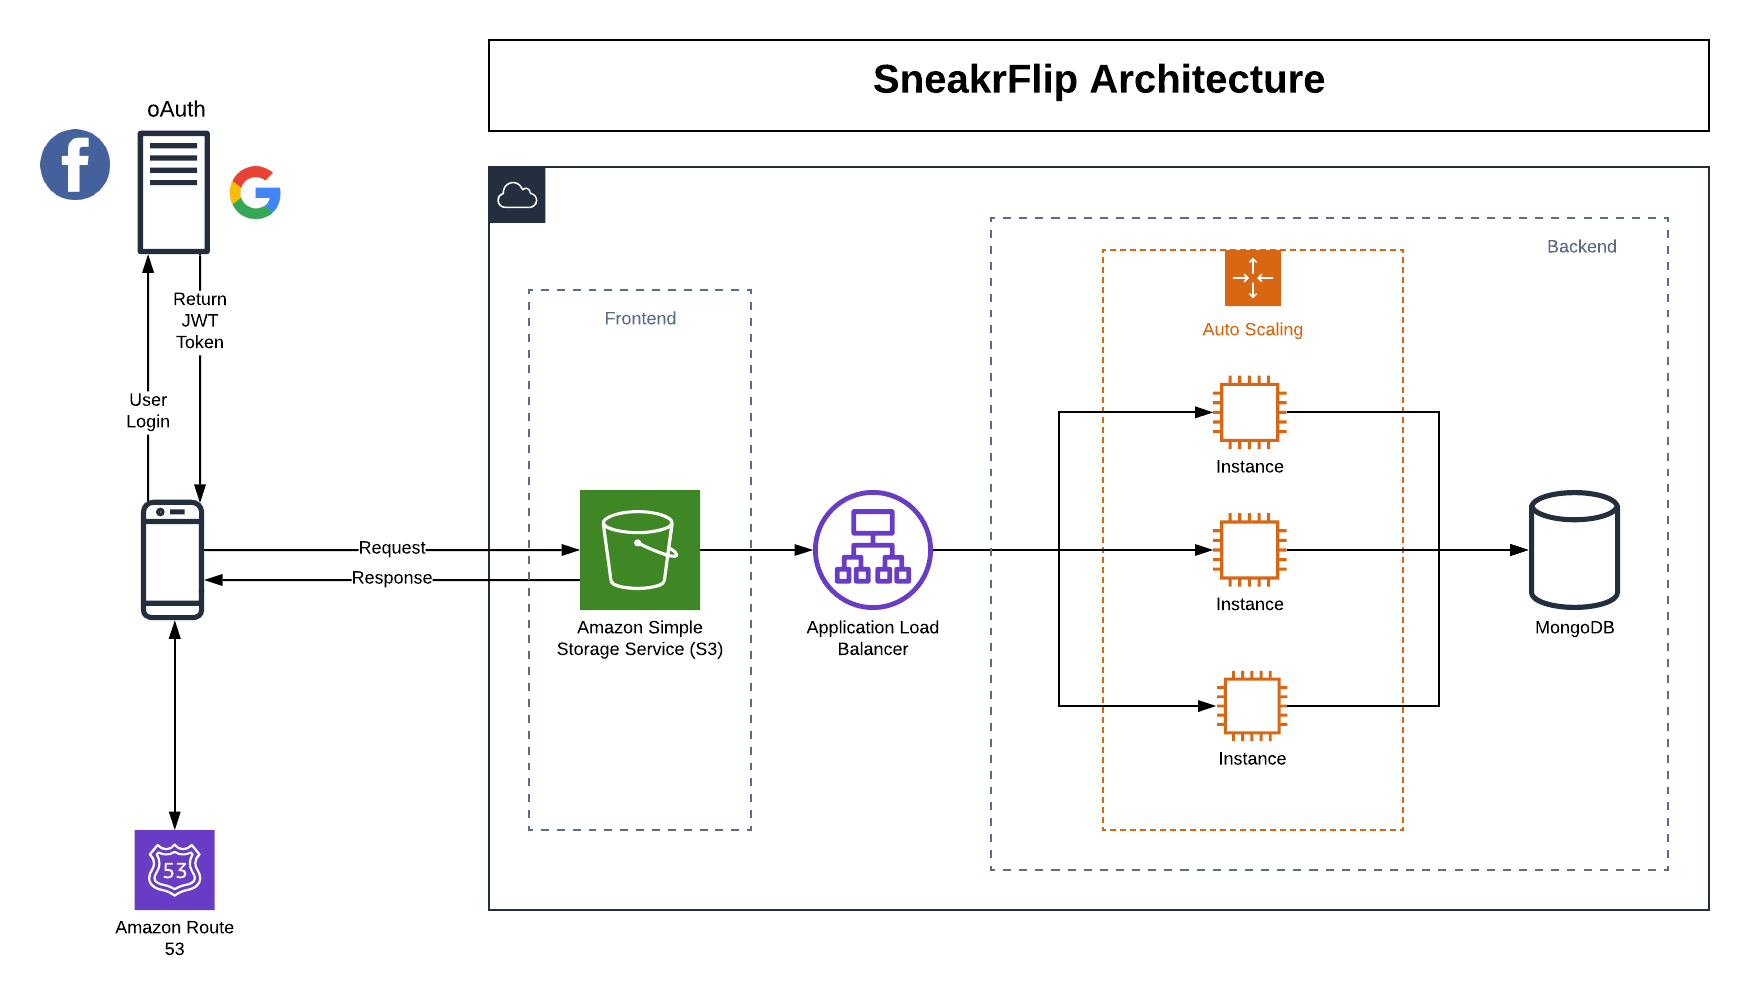 SneakrFlip Architecture
oAuth
f
G
Return
JWT
Token
User
Login
Request
Response
Frontend
Amazon Simple
Storage Service (S3)
Application Load
Balancer
Backend
Auto Scaling
Instance
Instance
Instance
MongoDB
53
Amazon Route
53